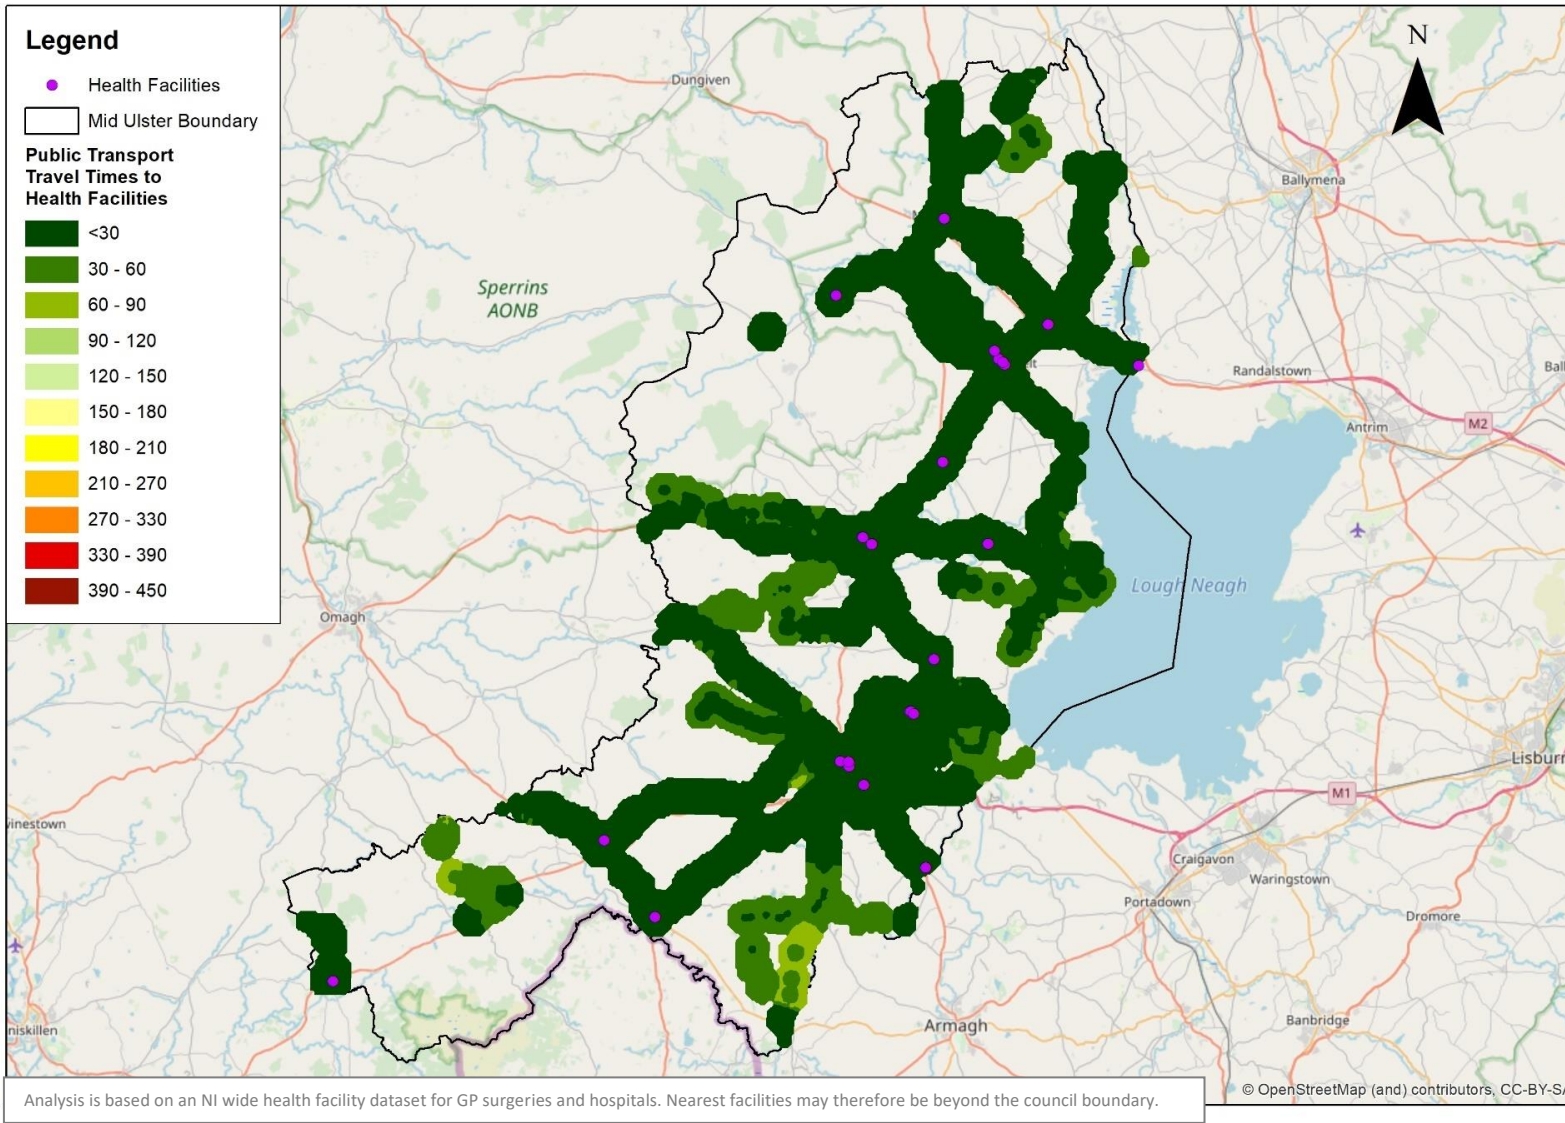 Legend
Health Facilities
Mid Ulster Boundary
Public Transport
Travel Times to
Health Facilities
<30
30 - 60
60 - 90
90 - 120
120 - 150
150 - 180
180 - 210
210 - 270
270 - 330
330 - 390
390 - 450
N
Dungiven
Ballymena
Sperrins
AONB
Randalstown
Antrim
M2
Lough Neagh
Omagh
Lisburn
M1
Craigavon
Waringstown
Portadown
Dromore
vinestown
niskillen
Armagh
Banbridge
© OpenStreetMap (and) contributors, CC-BY-SA
Analysis is based on an NI wide health facility dataset for GP surgeries and hospitals. Nearest facilities may therefore be beyond the council boundary.